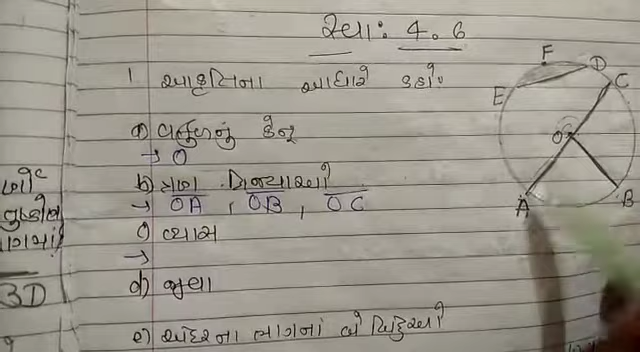 સ્વા: 4.6
1 આકૃતિના આધારે કહો:
F
D
C
E
a) વર્તુળનું કેન્દ્ર
O
→ O
b) ત્રણ ત્રિજ્યાઓ
→ OA, OB, OC
A
B
c) વ્યાસ
→
d) જીવા
3D
e) અંદરના ભાગનાં બે બિંદુઓ